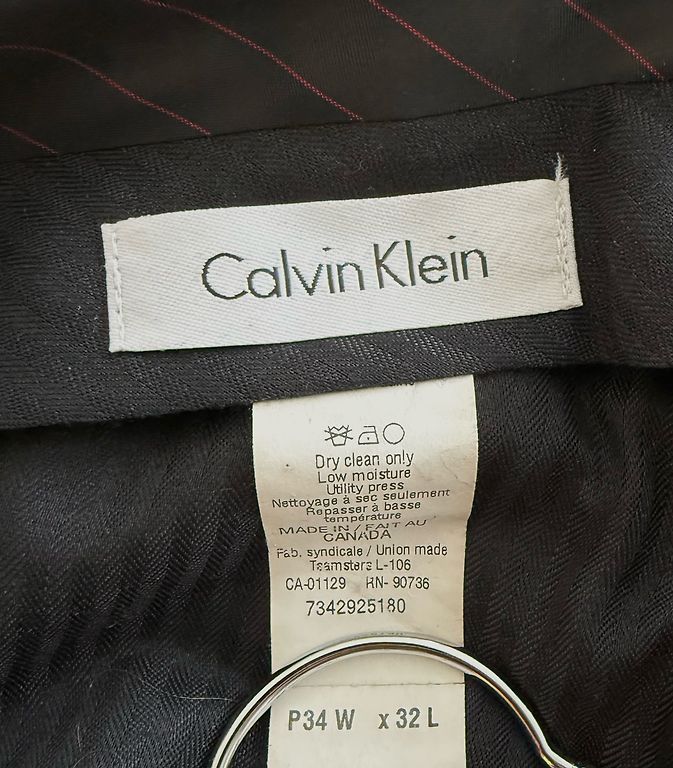 Calvin Klein
Dry clean only
Low moisture
Utility press
Nettoyage à sec seulement
Repasser à basse
température
MADE IN / FAIT AU
CANADA
Fab. syndicale / Union made
Teamsters L-106
CA-01129 RN- 90736
7342925180
P34 W x 32 L